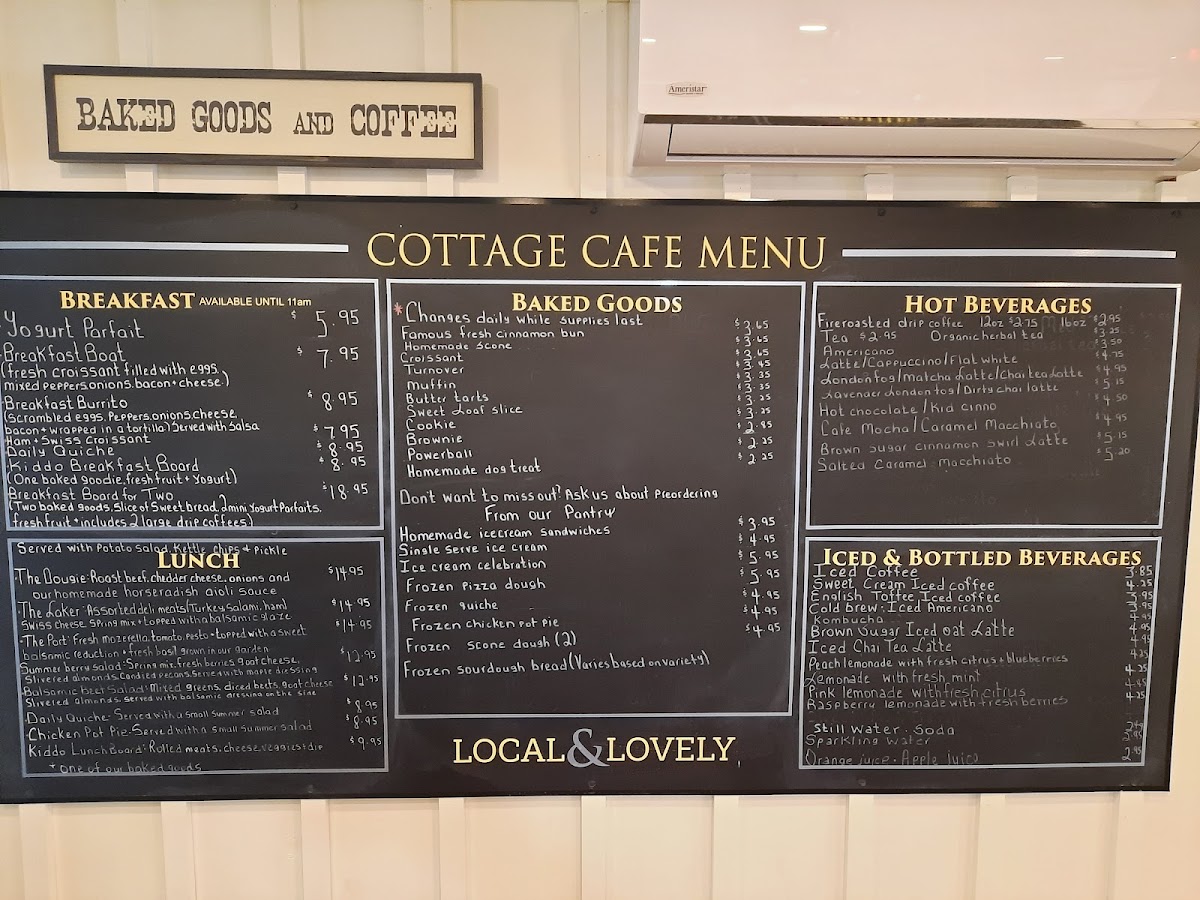 Ameristar
BAKED GOODS AND COFFEE
COTTAGE CAFE MENU
BREAKFAST AVAILABLE UNTIL 11am
Yogurt Parfait $ 5.95
Breakfast Boat $ 7.95
(fresh croissant filled with eggs,
mixed peppers, onions, bacon + cheese)
Breakfast Burrito $ 8.95
(Scrambled eggs, peppers, onions, cheese,
bacon + wrapped in a tortilla) Served with Salsa
Ham + Swiss Croissant $ 7.95
Daily Quiche $ 8.95
Kiddo Breakfast Board $ 8.95
(One baked goodie, fresh fruit + yogurt)
Breakfast Board for Two $18.95
(Two baked goods, slice of sweet bread, 2 mini yogurt Parfaits,
fresh fruit + includes 2 large drip coffees)
LUNCH
Served with Potato Salad, Kettle chips + Pickle
The Dougie: Roast beef, chedder cheese, onions and $14.95
our homemade horseradish aioli sauce
The Laker: Assorted deli meats (Turkey, Salami, ham) $14.95
Swiss cheese, Spring mix + topped with a balsamic glaze
The Port: Fresh mozerella, tomato, pesto + topped with a sweet $14.95
balsamic reduction + fresh basil grown in our garden
Summer berry Salad: Spring mix, fresh berries, goat cheese, $12.95
Slivered almonds, Candied pecans, Served with maple dressing
Balsamic beet Salad: Mixed greens, diced beets, goat cheese $12.95
Slivered almonds, served with balsamic dressing on the side
Daily Quiche - Served with a small Summer salad $8.95
Chicken Pot Pie - Served with a small Summer salad $8.95
Kiddo Lunch Board: Rolled meats, cheese, veggies + dip $9.95
+ one of our baked goods
BAKED GOODS
*Changes daily while supplies last
Famous fresh cinnamon bun $3.65
Homemade Scone $3.65
Croissant $3.45
Turnover
Muffin
Butter tarts
Sweet Loaf slice
Cookie
Brownie
Powerball
Homemade dog treat
Don't want to miss out? Ask us about preordering
From our Pantry
Homemade icecream sandwiches $3.95
Single serve ice cream $4.95
Ice cream celebration $5.95
Frozen pizza dough $5.95
Frozen quiche $4.95
Frozen chicken pot pie $4.95
Frozen scone dough (2) $4.95
Frozen sourdough bread (Varies based on variety)
LOCAL & LOVELY
HOT BEVERAGES
Fireroasted drip coffee 12oz $2.75 16oz $2.95
Tea $2.95 Organic herbal tea $3.25
Americano $3.50
Latte/Cappuccino/Flat white $4.75
London fog/Matcha Latte/Chai tea Latte $4.95
Lavender London fog/Dirty chai latte $5.15
Hot chocolate / Kid cinno $4.50
Cafe Mocha / Caramel Macchiato $4.95
Brown sugar cinnamon swirl Latte $5.15
Salted Caramel macchiato $5.20
ICED & BOTTLED BEVERAGES
Iced Coffee 3.85
Sweet Cream Iced coffee 4.25
English Toffee Iced coffee 3.95
Cold brew: Iced Americano 3.95
Kombucha
Brown Sugar Iced Oat Latte
Iced Chai Tea Latte
Peach lemonade with fresh citrus + blueberries
Lemonade with fresh mint
Pink lemonade with fresh citrus
Raspberry lemonade with fresh berries
Still Water - Soda
Sparkling Water
Orange juice - Apple juice 2.95